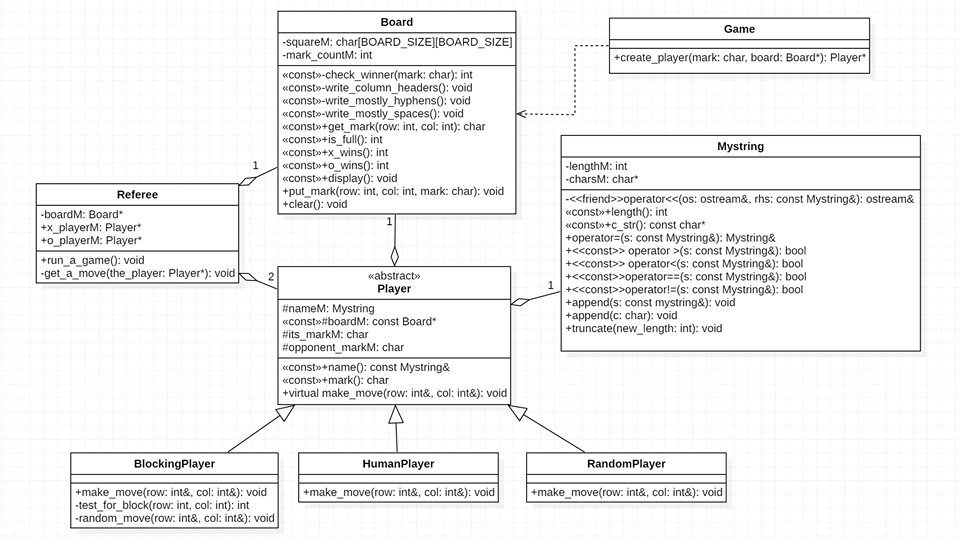 Board
-squareM: char[BOARD_SIZE][BOARD_SIZE]
-mark_countM: int
«const»-check_winner(mark: char): int
«const»-write_column_headers(): void
«const»-write_mostly_hyphens(): void
«const»-write_mostly_spaces(): void
«const»+get_mark(row: int, col: int): char
«const»+is_full(): int
«const»+x_wins(): int
«const»+o_wins(): int
«const»+display(): void
+put_mark(row: int, col: int, mark: char): void
+clear(): void
Game
+create_player(mark: char, board: Board*): Player*
Mystring
-lengthM: int
-charsM: char*
-<<friend>>operator<<(os: ostream&, rhs: const Mystring&): ostream&
«const»+length(): int
«const»+c_str(): const char*
+operator=(s: const Mystring&): Mystring&
+<<const>> operator >(s: const Mystring&): bool
+<<const>> operator<(s: const Mystring&): bool
+<<const>>operator==(s: const Mystring&): bool
+<<const>>operator!=(s: const Mystring&): bool
+append(s: const mystring&): void
+append(c: char): void
+truncate(new_length: int): void
1
Referee
-boardM: Board*
+x_playerM: Player*
+o_playerM: Player*
+run_a_game(): void
-get_a_move(the_player: Player*): void
1
2
1
«abstract»
Player
#nameM: Mystring
«const»#boardM: const Board*
#its_markM: char
#opponent_markM: char
«const»+name(): const Mystring&
«const»+mark(): char
+virtual make_move(row: int&, col: int&): void
BlockingPlayer
+make_move(row: int&, col: int&): void
-test_for_block(row: int, col: int): int
-random_move(row: int&, col: int&): void
HumanPlayer
+make_move(row: int&, col: int&): void
RandomPlayer
+make_move(row: int&, col: int&): void